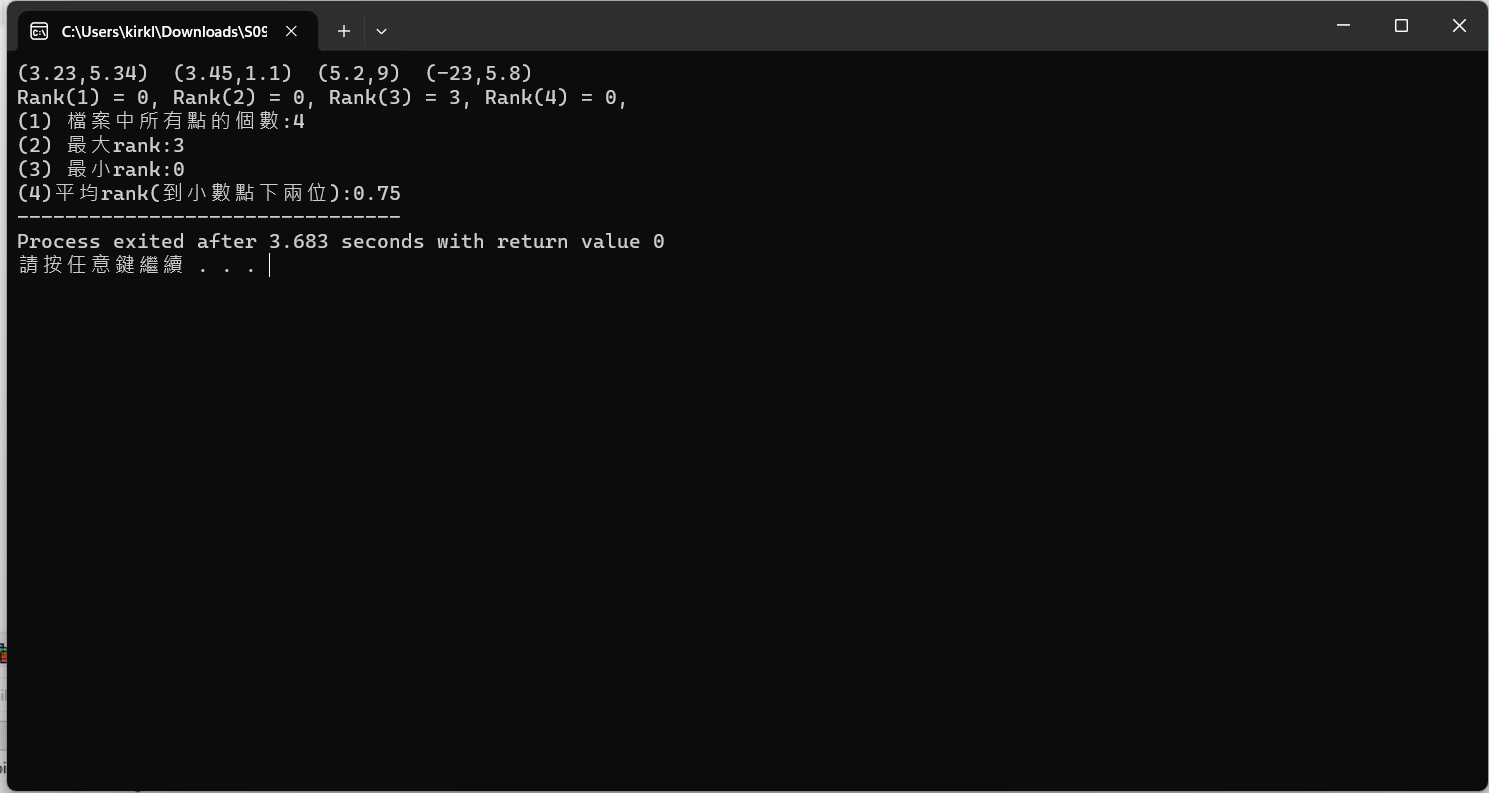 C:\Users\kirkl\Downloads\S09
(3.23,5.34)  (3.45,1.1)  (5.2,9)  (-23,5.8)
Rank(1) = 0, Rank(2) = 0, Rank(3) = 3, Rank(4) = 0,
(1) 檔案中所有點的個數:4
(2) 最大rank:3
(3) 最小rank:0
(4)平均rank(到小數點下兩位):0.75
--------------------------------
Process exited after 3.683 seconds with return value 0
請按任意鍵繼續 . . .